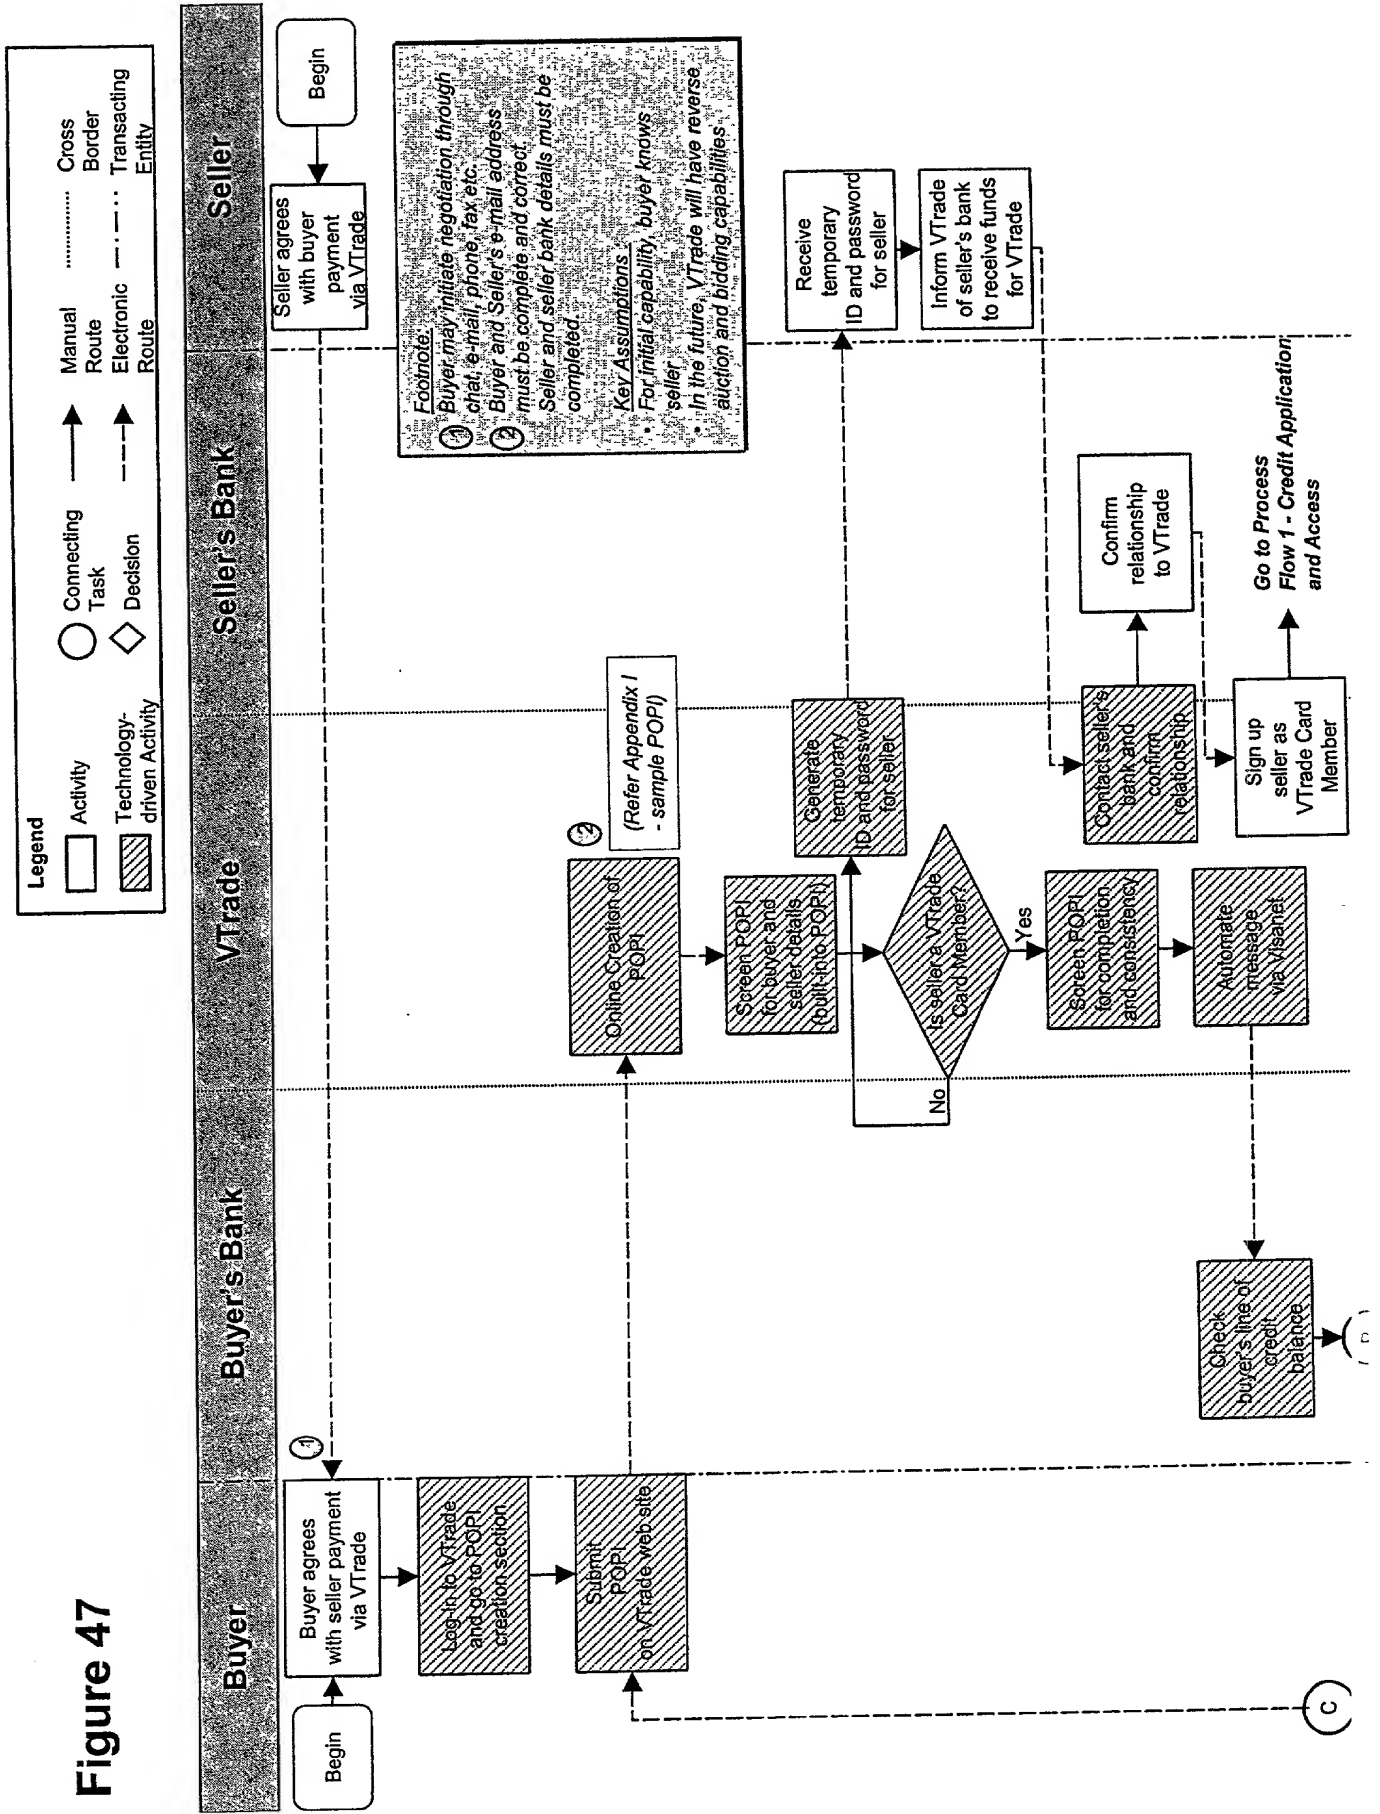 Figure 47
Legend
Activity
Technology-
driven Activity
Connecting
Task
Decision
Manual
Route
Electronic
Route
Cross
Border
Transacting
Entity
Buyer
Buyer's Bank
VTrade
Seller's Bank
Seller
Begin
Buyer agrees
with seller payment
via VTrade
1
Seller agrees
with buyer
payment
via VTrade
Begin
Log-In to VTrade
and go to POPI
creation section
Submit
POPI
on VTrade web site
Online Creation of
POPI
2
(Refer Appendix I
- sample POPI)
Footnote:
1 Buyer may initiate negotiation through
chat, e-mail, phone, fax etc.
2 Buyer and Seller's e-mail address
must be complete and correct.
Seller and seller bank details must be
completed.
Key Assumptions
• For initial capability, buyer knows
seller
• In the future, VTrade will have reverse
auction and bidding capabilities
Screen POPI
for buyer and
seller details
(built-into POPI)
Generate
temporary
ID and password
for seller
Receive
temporary
ID and password
for seller
Is seller a VTrade
Card Member?
No
Yes
Inform VTrade
of seller's bank
to receive funds
for VTrade
Screen POPI
for completion
and consistency
Contact seller's
bank and
confirm
relationship
Confirm
relationship
to VTrade
Automate
message
via Visanet
Sign up
seller as
VTrade Card
Member
Go to Process
Flow 1 - Credit Application
and Access
Check
buyer's line of
credit
balance
C